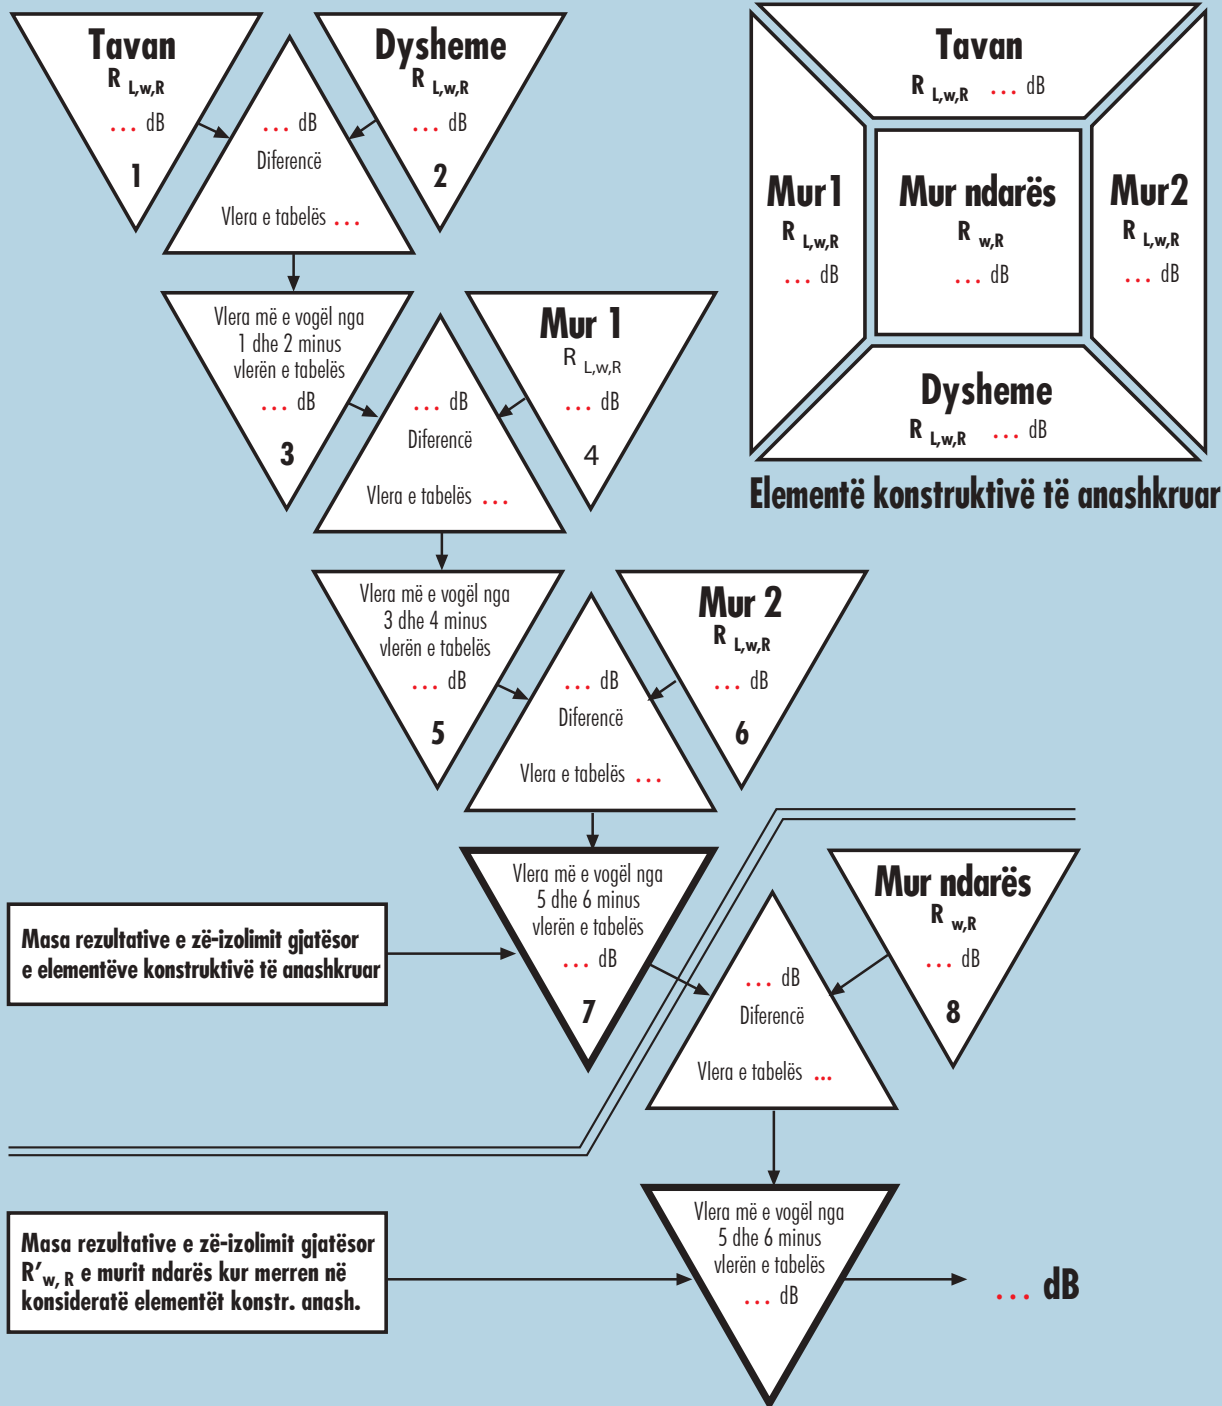 Tavan
R L,w,R
... dB
1
... dB
Diferencë
Vlera e tabelës ...
Dysheme
R L,w,R
... dB
2
Tavan
R L,w,R ... dB
Mur1
R L,w,R
... dB
Mur ndarës
R w,R
... dB
Mur2
R L,w,R
... dB
Dysheme
R L,w,R ... dB
Elementë konstruktivë të anashkruar
Vlera më e vogël nga
1 dhe 2 minus
vlerën e tabelës
... dB
3
... dB
Diferencë
Vlera e tabelës ...
Mur 1
R L,w,R
... dB
4
Vlera më e vogël nga
3 dhe 4 minus
vlerën e tabelës
... dB
5
... dB
Diferencë
Vlera e tabelës ...
Mur 2
R L,w,R
... dB
6
Masa rezultative e zë-izolimit gjatësor
e elementëve konstruktivë të anashkruar
Vlera më e vogël nga
5 dhe 6 minus
vlerën e tabelës
... dB
7
... dB
Diferencë
Vlera e tabelës ...
Mur ndarës
R w,R
... dB
8
Masa rezultative e zë-izolimit gjatësor
R’w, R e murit ndarës kur merren në
konsideratë elementët konstr. anash.
Vlera më e vogël nga
5 dhe 6 minus
vlerën e tabelës
... dB
... dB